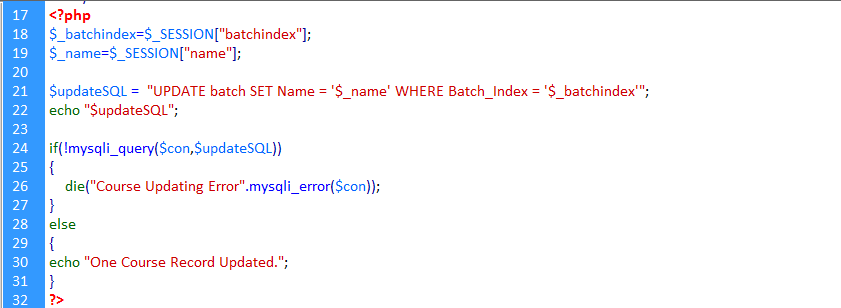 17 <?php
18 $_batchindex=$_SESSION["batchindex"];
19 $_name=$_SESSION["name"];
20
21 $updateSQL =  "UPDATE batch SET Name = '$_name' WHERE Batch_Index = '$_batchindex'";
22 echo "$updateSQL";
23
24 if(!mysqli_query($con,$updateSQL))
25 {
26    die("Course Updating Error".mysqli_error($con));
27 }
28 else
29 {
30 echo "One Course Record Updated.";
31 }
32 ?>